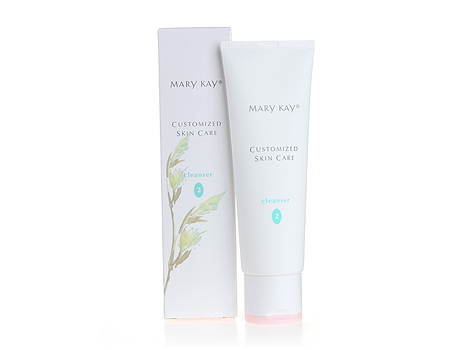 MARY KAY®
CUSTOMIZED
SKIN CARE
cleanser
2
MARY KAY®
CUSTOMIZED
SKIN CARE
cleanser
2